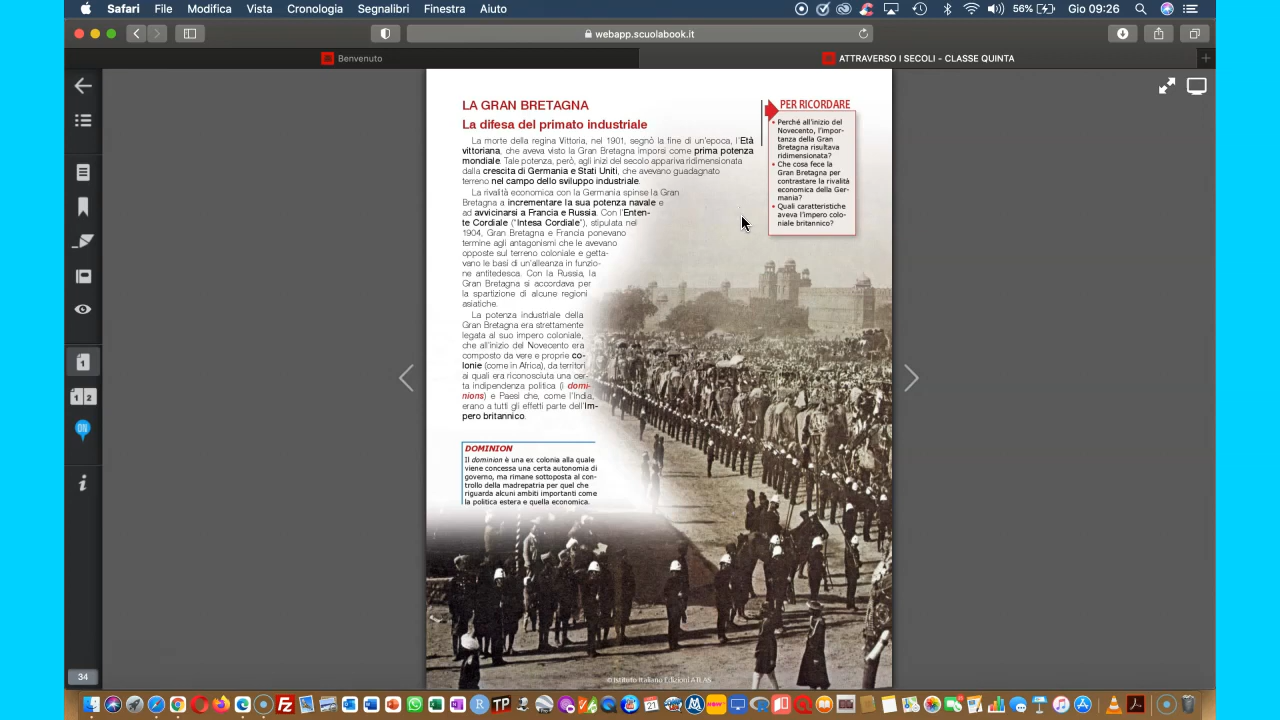 Safari File Modifica Vista Cronologia Segnalibri Finestra Aiuto 56% Gio 09:26
webapp.scuolabook.it
Benvenuto
ATTRAVERSO I SECOLI - CLASSE QUINTA
LA GRAN BRETAGNA
La difesa del primato industriale
La morte della regina Vittoria, nel 1901, segnò la fine di un'epoca, l'Età
vittoriana, che aveva visto la Gran Bretagna imporsi come prima potenza
mondiale. Tale potenza, però, agli inizi del secolo appariva ridimensionata
dalla crescita di Germania e Stati Uniti, che avevano guadagnato
terreno nel campo dello sviluppo industriale.
La rivalità economica con la Germania spinse la Gran
Bretagna a incrementare la sua potenza navale e
ad avvicinarsi a Francia e Russia. Con l'Enten-
te Cordiale ("Intesa Cordiale"), stipulata nel
1904, Gran Bretagna e Francia ponevano
termine agli antagonismi che le avevano
opposte sul terreno coloniale e getta-
vano le basi di un'alleanza in funzio-
ne antitedesca. Con la Russia, la
Gran Bretagna si accordava per
la spartizione di alcune regioni
asiatiche.
La potenza industriale della
Gran Bretagna era strettamente
legata al suo impero coloniale,
che all'inizio del Novecento era
composto da vere e proprie co-
lonie (come in Africa), da territori
ai quali era riconosciuta una cer-
ta indipendenza politica (i domi-
nions) e Paesi che, come l'India,
erano a tutti gli effetti parte dell'Im-
pero britannico.
DOMINION
Il dominion è una ex colonia alla quale
viene concessa una certa autonomia di
governo, ma rimane sottoposta al con-
trollo della madrepatria per quel che
riguarda alcuni ambiti importanti come
la politica estera e quella economica.
PER RICORDARE
• Perché all'inizio del
Novecento, l'impor-
tanza della Gran
Bretagna risultava
ridimensionata?
• Che cosa fece la
Gran Bretagna per
contrastare la rivalità
economica della Ger-
mania?
• Quali caratteristiche
aveva l'impero colo-
niale britannico?
© Istituto Italiano Edizioni ATLAS
1
1 2
ON
i
34